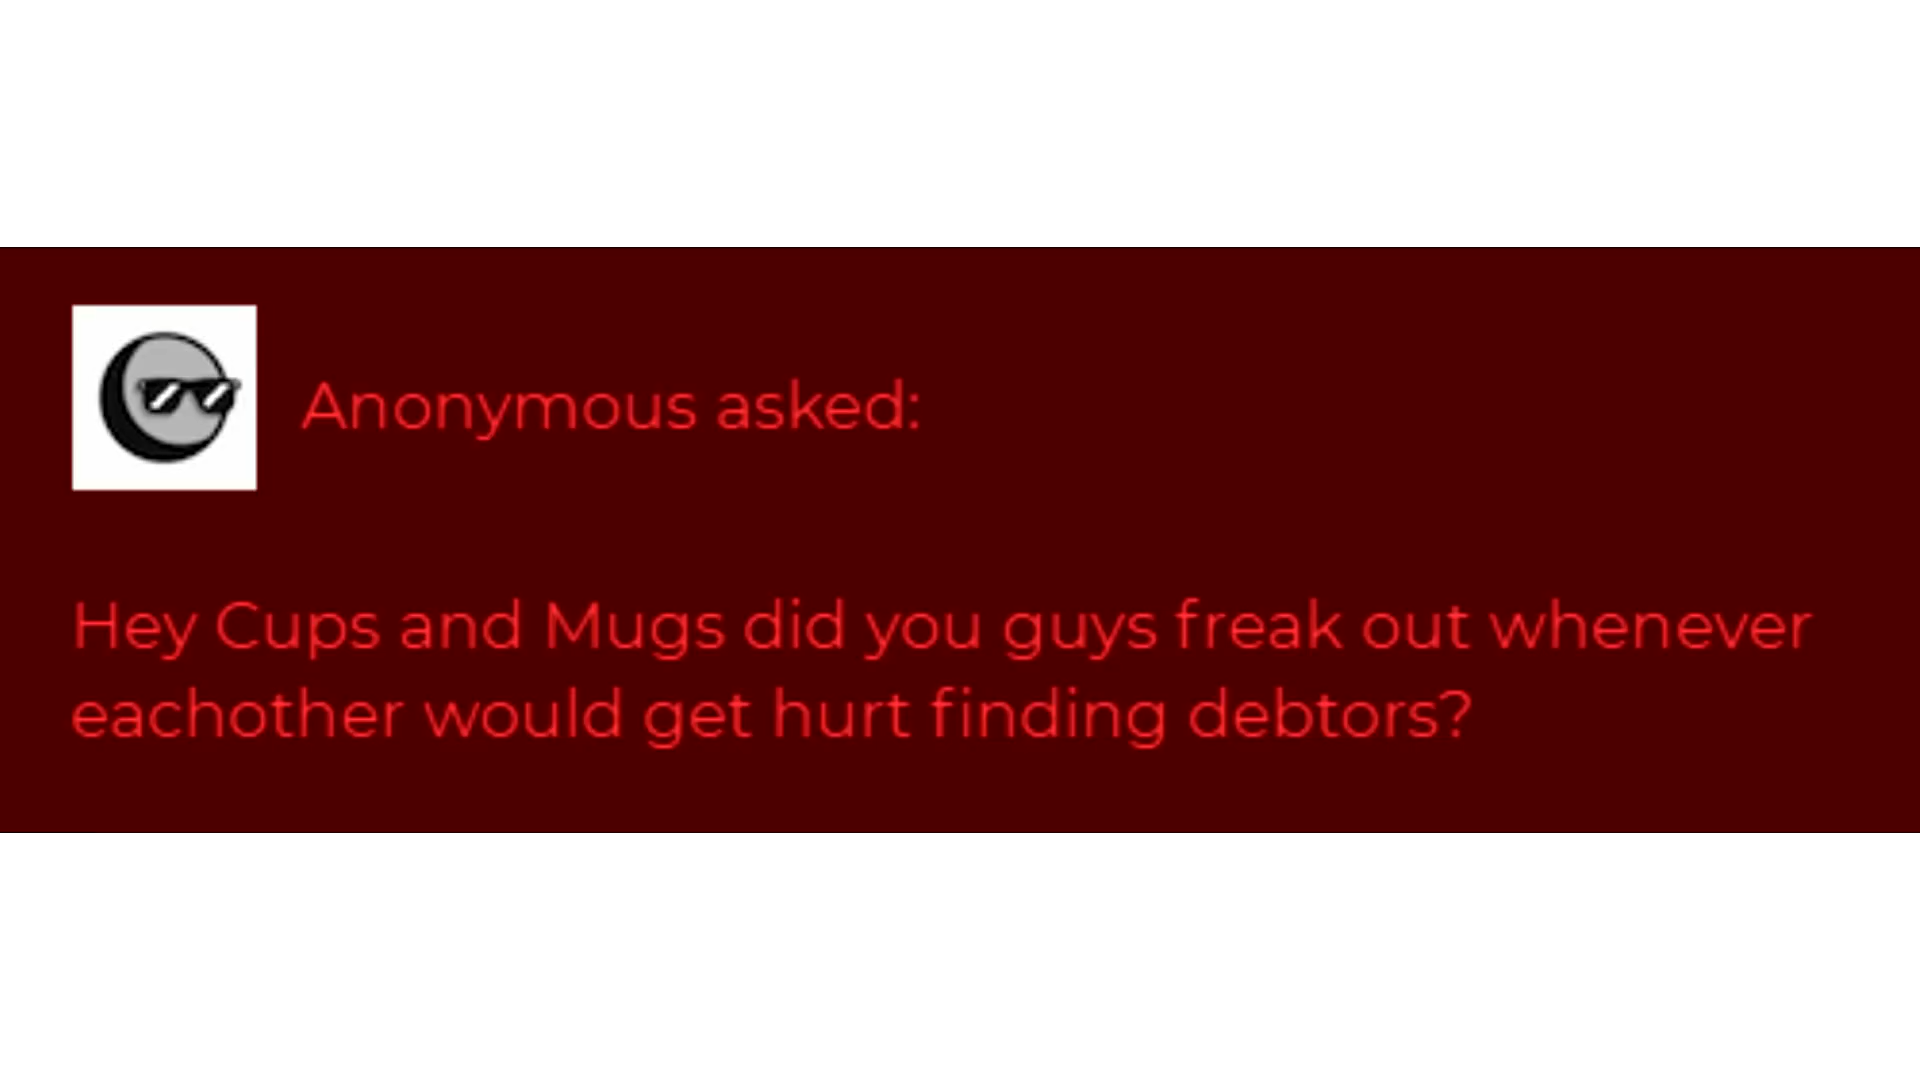 Anonymous asked:
Hey Cups and Mugs did you guys freak out whenever
eachother would get hurt finding debtors?